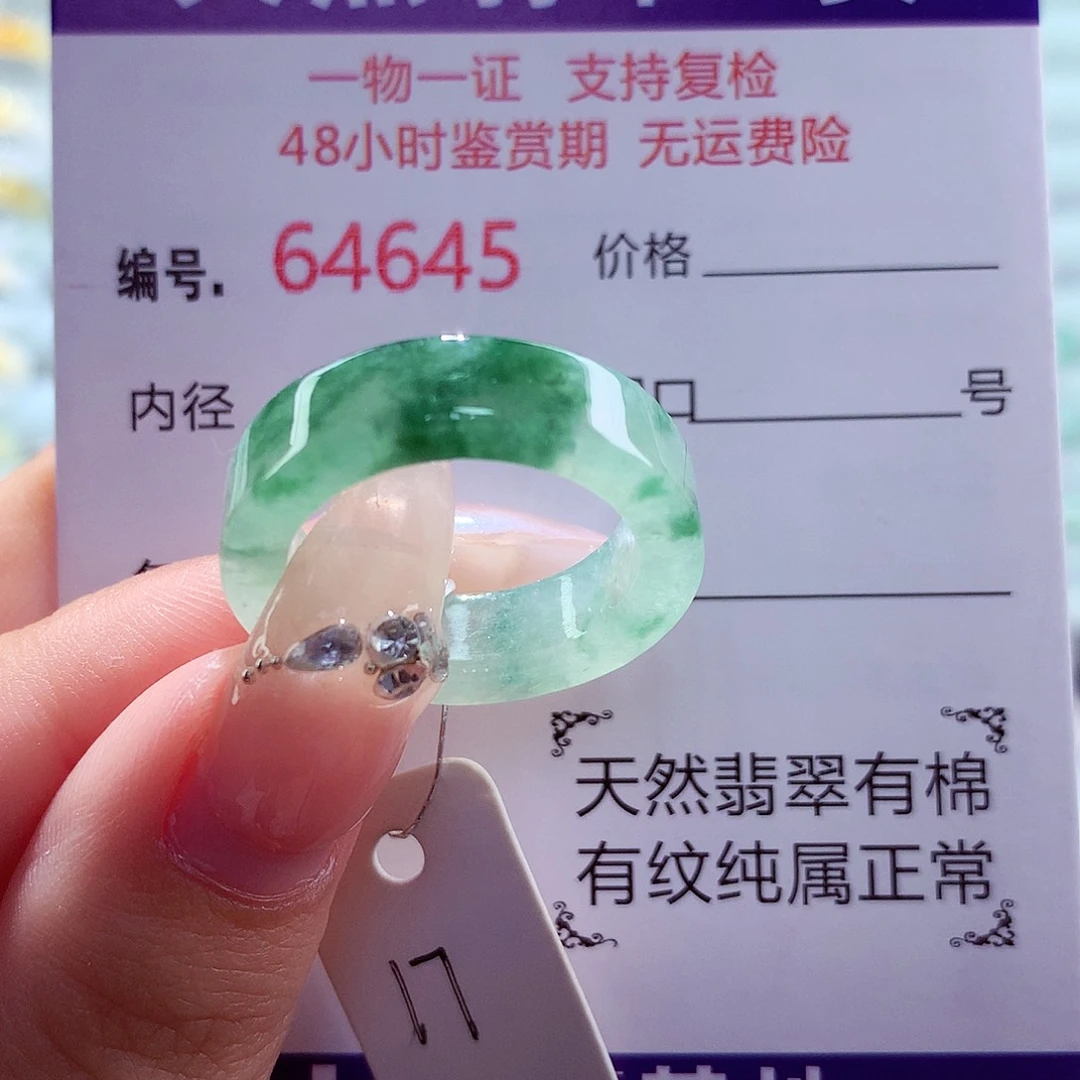 一物一证 支持复检
48小时鉴赏期 无运费险
编号. 64645 价格
内径 口 号
天然翡翠有棉
有纹纯属正常
17